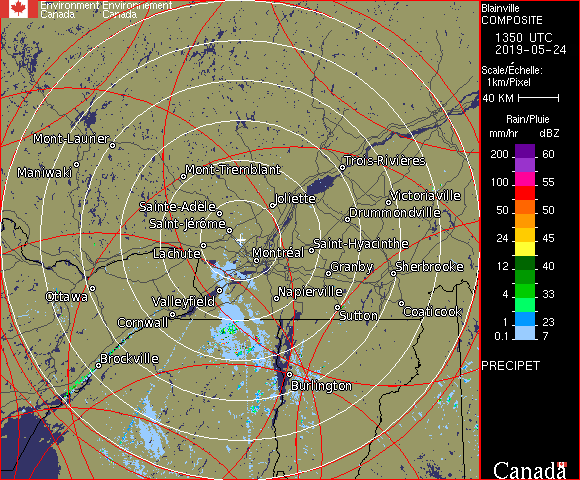 Environment Environnement
Canada Canada
Blainville
COMPOSITE
1350 UTC
2019-05-24
Scale/Échelle:
1km/Pixel
40 KM
Rain/Pluie
mm/hr dBZ
200 60
100 55
50 50
24 45
12 40
4 33
1 23
0.1 7
PRECIPET
Mont-Laurier
Maniwaki
Mont-Tremblant
Trois-Rivières
Joliette
Victoriaville
Sainte-Adèle
Drummondville
Saint-Jérôme
Saint-Hyacinthe
Lachute
Montréal
Granby
Sherbrooke
Ottawa
Valleyfield
Napierville
Cornwall
Sutton
Coaticook
Brockville
Burlington
Canada